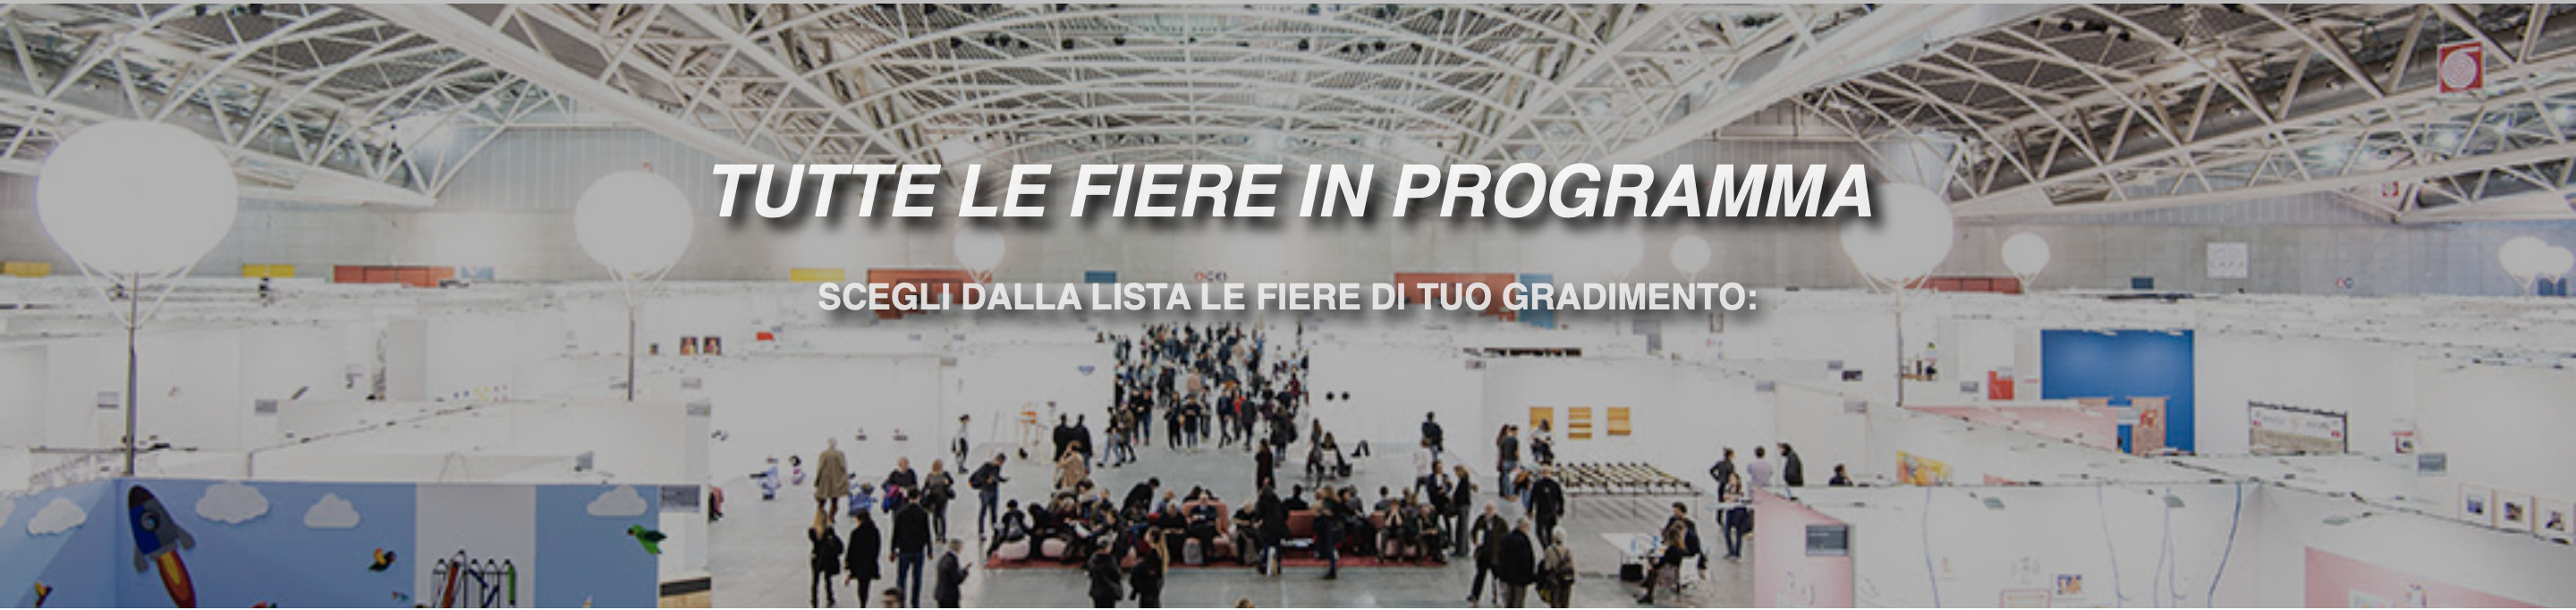 TUTTE LE FIERE IN PROGRAMMA
SCEGLI DALLA LISTA LE FIERE DI TUO GRADIMENTO: